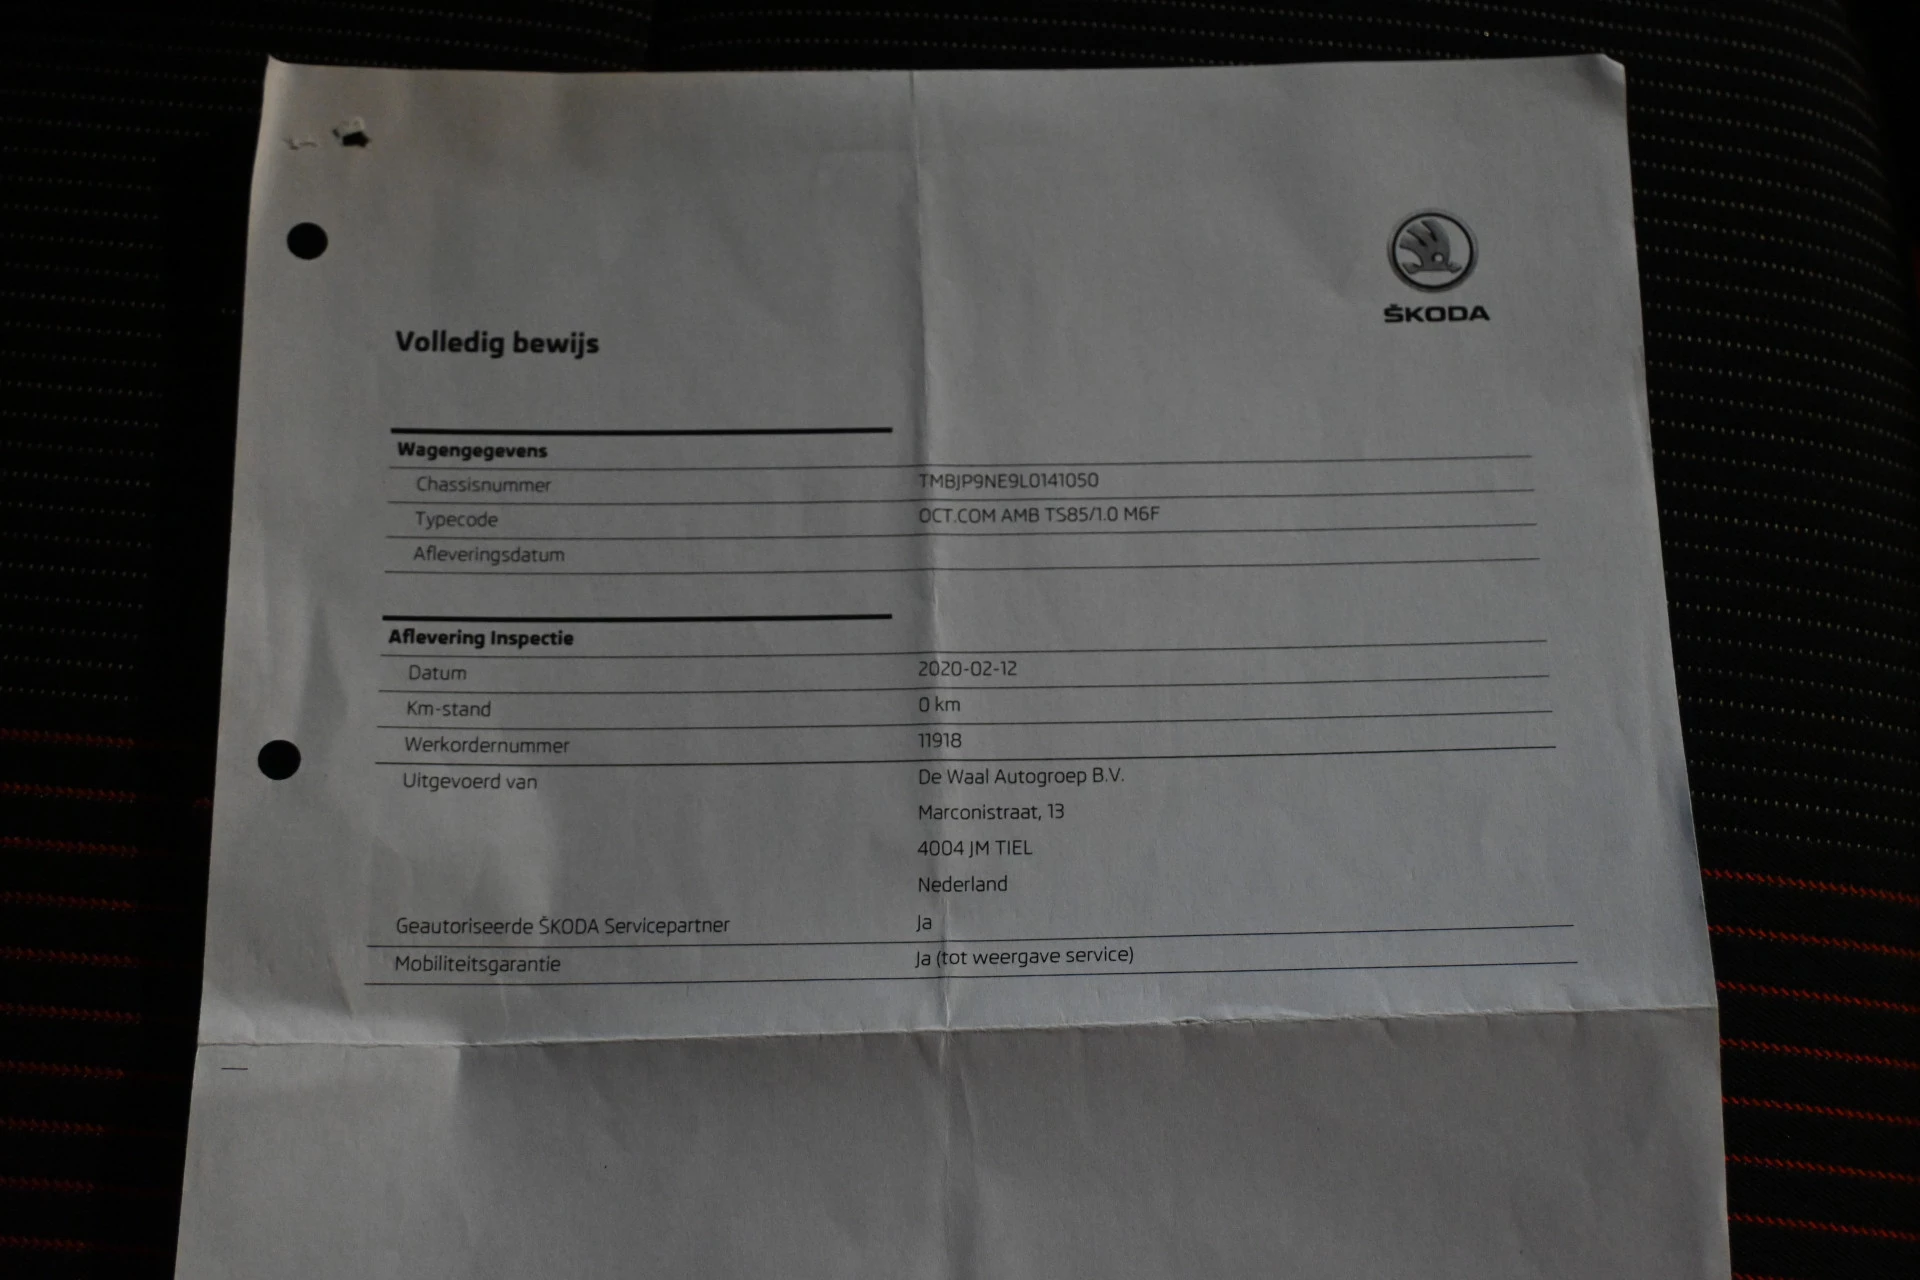 ŠKODA
Volledig bewijs
Wagengegevens
Chassisnummer TMBJP9NE9L0141050
Typecode OCT.COM AMB TS85/1.0 M6F
Afleveringsdatum
Aflevering Inspectie
Datum 2020-02-12
Km-stand 0 km
Werkordernummer 11918
Uitgevoerd van De Waal Autogroep B.V.
Marconistraat, 13
4004 JM TIEL
Nederland
Geautoriseerde ŠKODA Servicepartner Ja
Mobiliteitsgarantie Ja (tot weergave service)